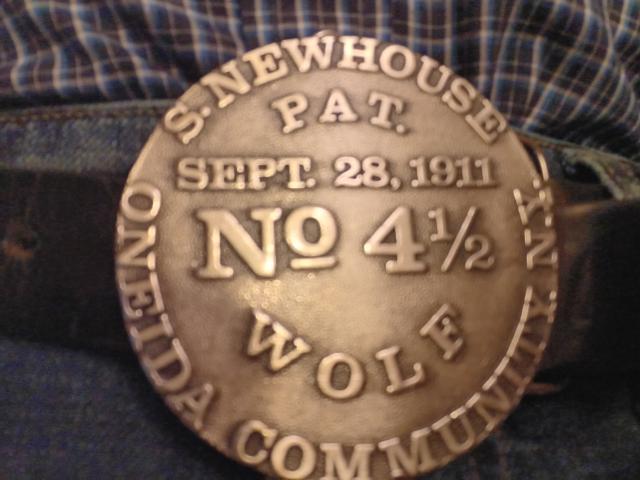 S. NEWHOUSE
PAT.
SEPT. 28, 1911
No 4½
WOLF
ONEIDA COMMUNITY. N.Y.